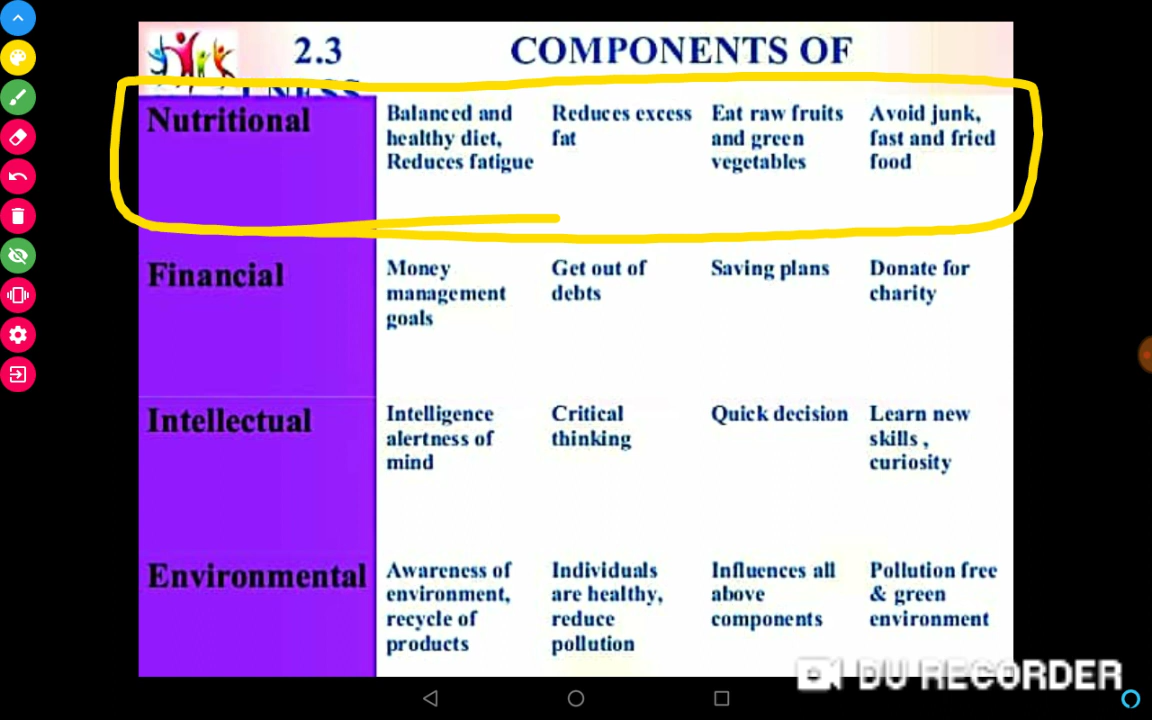 2.3 COMPONENTS OF
Nutritional
Balanced and
healthy diet,
Reduces fatigue
Reduces excess
fat
Eat raw fruits
and green
vegetables
Avoid junk,
fast and fried
food
Financial
Money
management
goals
Get out of
debts
Saving plans
Donate for
charity
Intellectual
Intelligence
alertness of
mind
Critical
thinking
Quick decision
Learn new
skills ,
curiosity
Environmental
Awareness of
environment,
recycle of
products
Individuals
are healthy,
reduce
pollution
Influences all
above
components
Pollution free
& green
environment
DU RECORDER